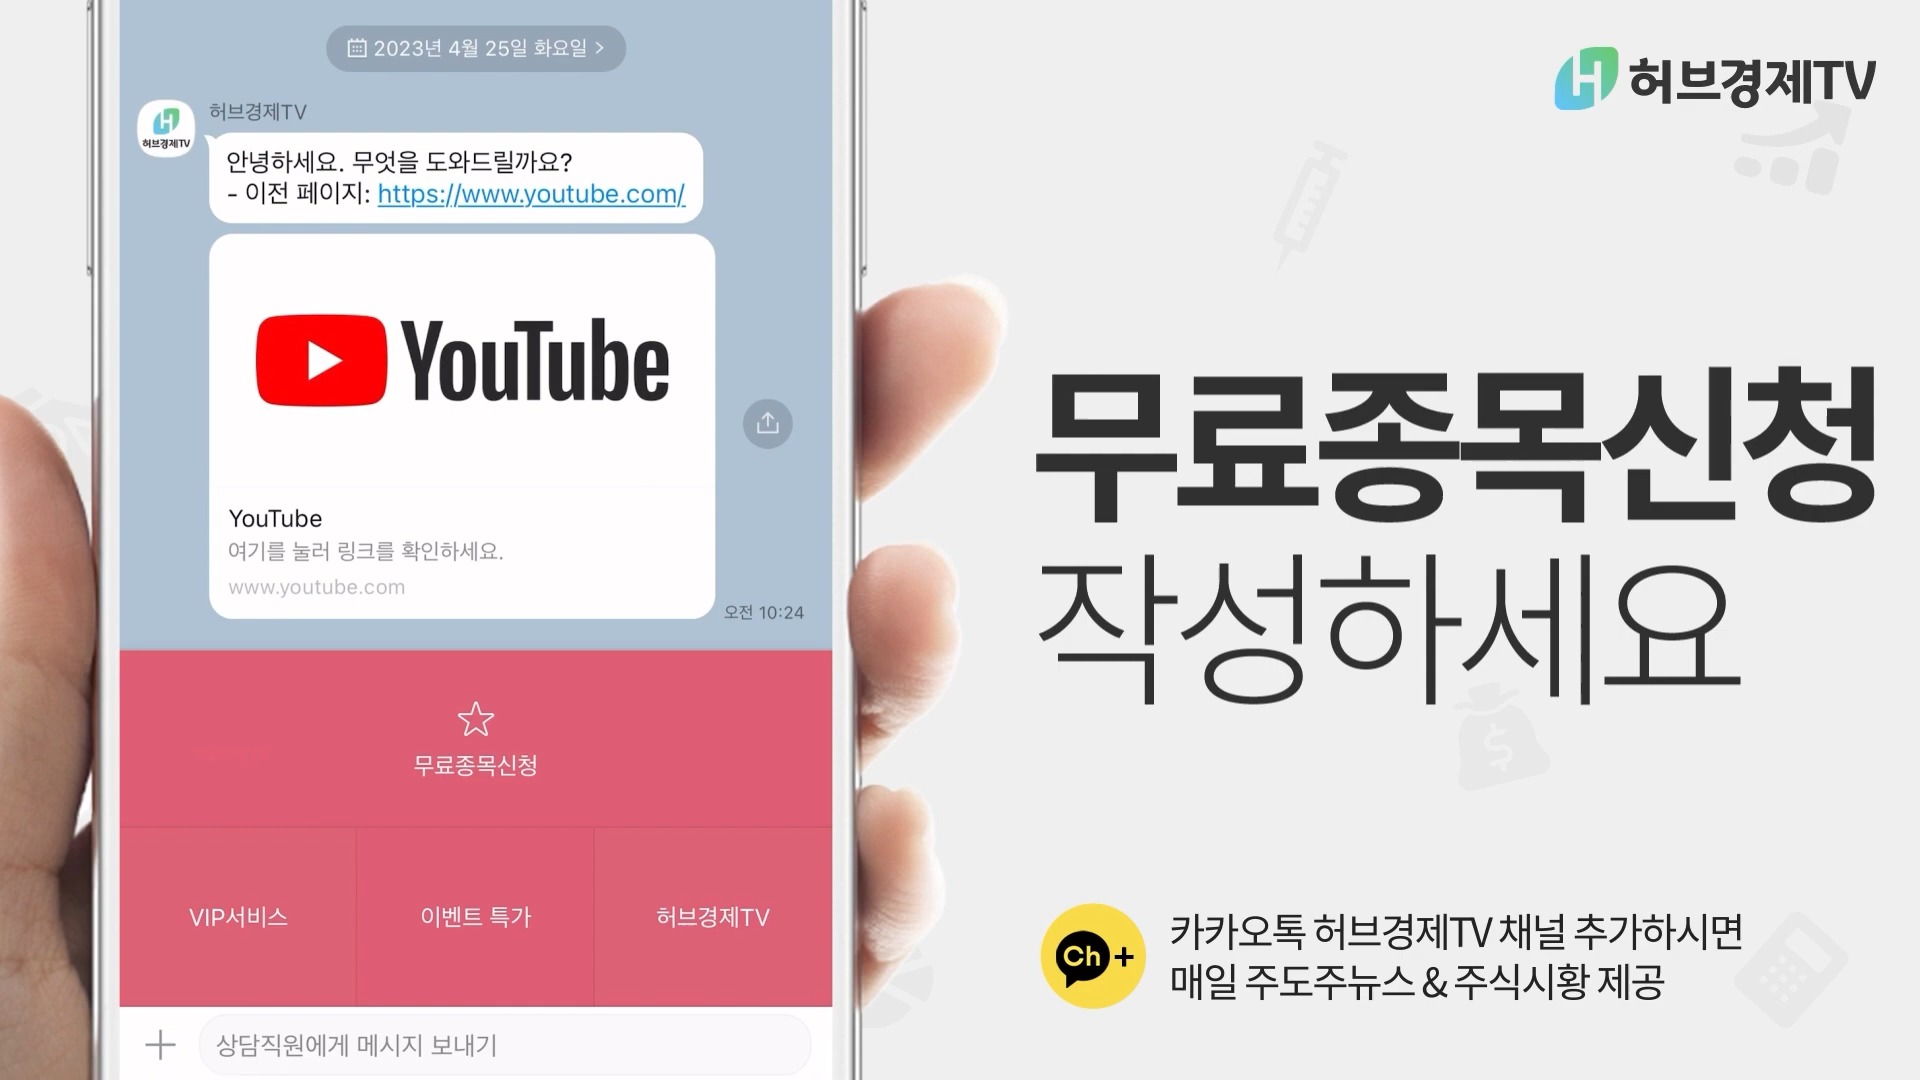 2023년 4월 25일 화요일 >
허브경제TV
허브경제TV
안녕하세요. 무엇을 도와드릴까요?
- 이전 페이지: https://www.youtube.com/
YouTube
YouTube
여기를 눌러 링크를 확인하세요.
www.youtube.com
오전 10:24
무료종목신청
VIP서비스
이벤트 특가
허브경제TV
상담직원에게 메시지 보내기
허브경제TV
무료종목신청
작성하세요
Ch+
카카오톡 허브경제TV 채널 추가하시면
매일 주도주뉴스 & 주식시황 제공